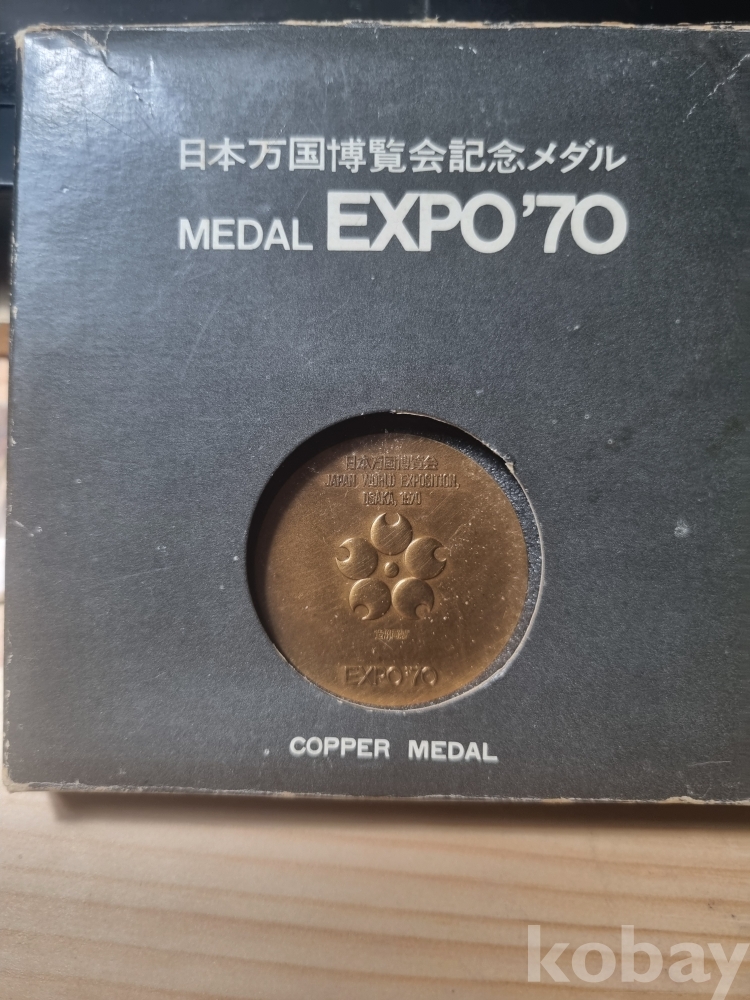 日本万国博覧会記念メダル
MEDAL EXPO'70
日本万国博覧会
JAPAN WORLD EXPOSITION,
OSAKA, 1970
EXPO'70
COPPER MEDAL
kobay